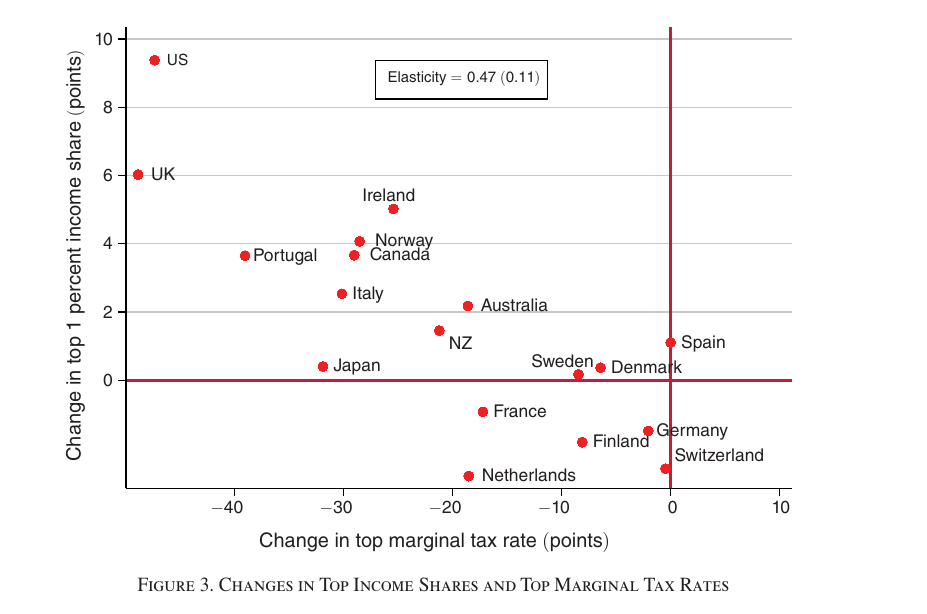 10
US
Elasticity = 0.47 (0.11)
8
6
UK
Ireland
4
Norway
Portugal
Canada
Italy
2
Australia
NZ
Spain
Sweden
Denmark
Japan
0
France
Germany
Finland
Switzerland
Netherlands
Change in top 1 percent income share (points)
−40 −30 −20 −10 0 10
Change in top marginal tax rate (points)
Figure 3. Changes in Top Income Shares and Top Marginal Tax Rates